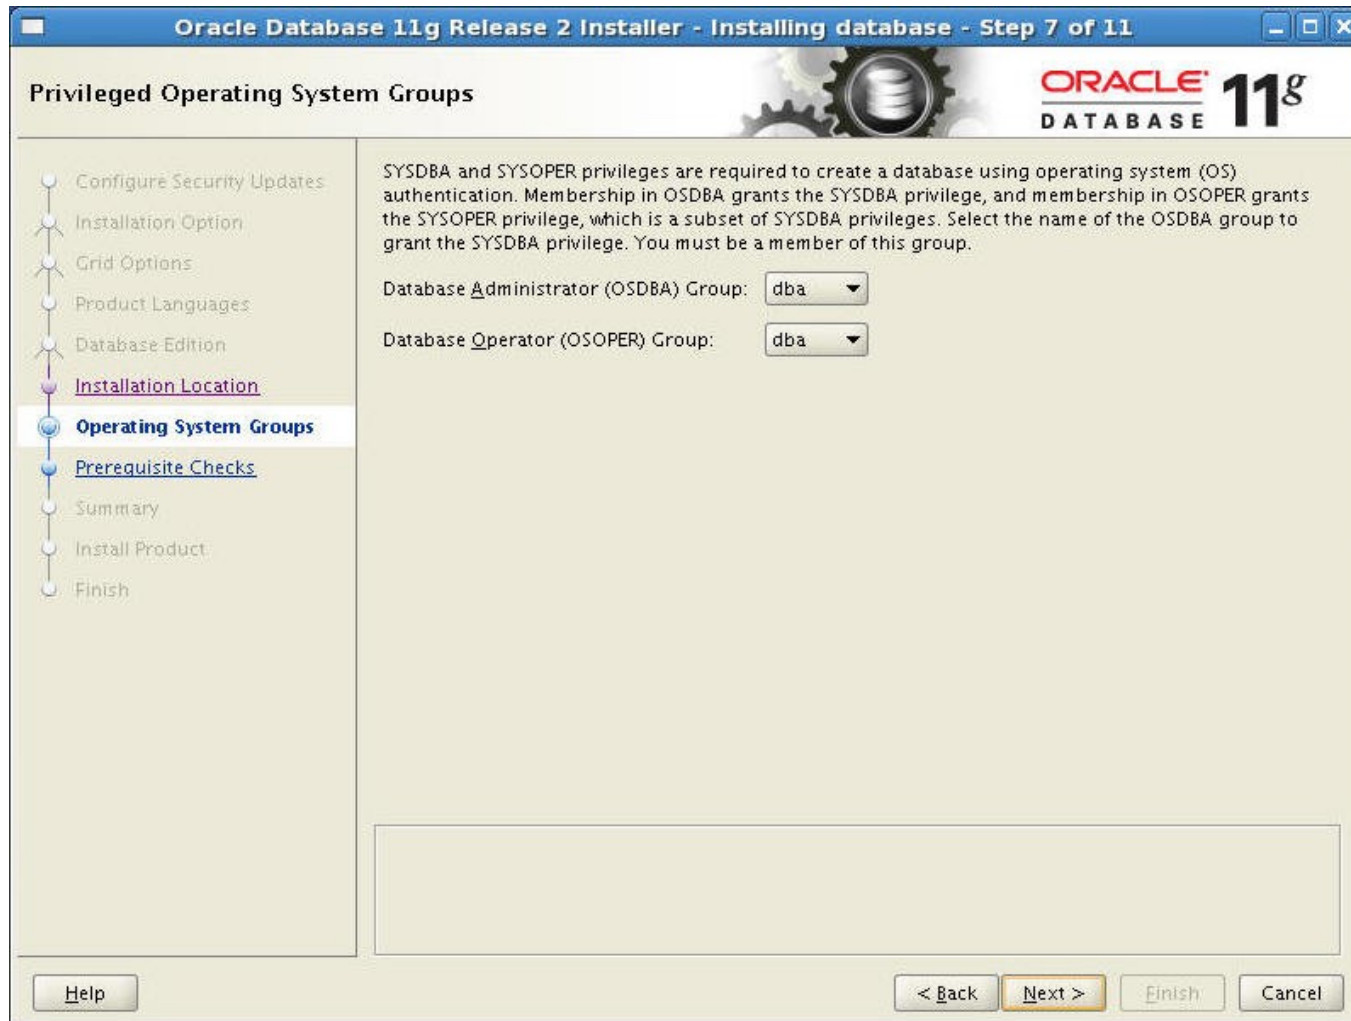 Oracle Database 11g Release 2 Installer - Installing database - Step 7 of 11
Privileged Operating System Groups
ORACLE
DATABASE
11g
Configure Security Updates
Installation Option
Grid Options
Product Languages
Database Edition
Installation Location
Operating System Groups
Prerequisite Checks
Summary
Install Product
Finish
SYSDBA and SYSOPER privileges are required to create a database using operating system (OS)
authentication. Membership in OSDBA grants the SYSDBA privilege, and membership in OSOPER grants
the SYSOPER privilege, which is a subset of SYSDBA privileges. Select the name of the OSDBA group to
grant the SYSDBA privilege. You must be a member of this group.
Database Administrator (OSDBA) Group: dba
Database Operator (OSOPER) Group: dba
Help
< Back
Next >
Finish
Cancel